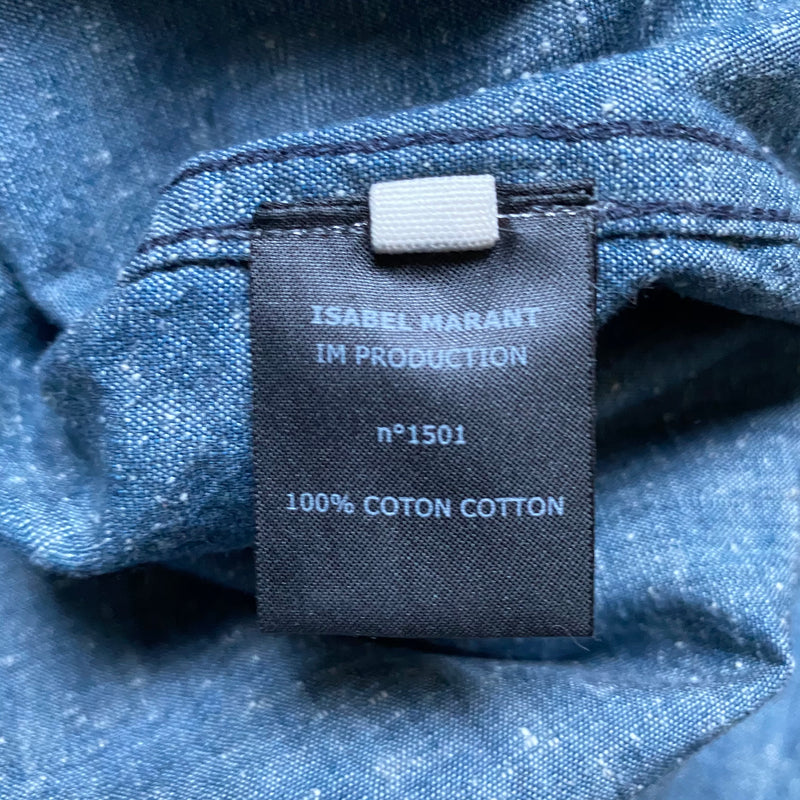 ISABEL MARANT
IM PRODUCTION
n°1501
100% COTON COTTON